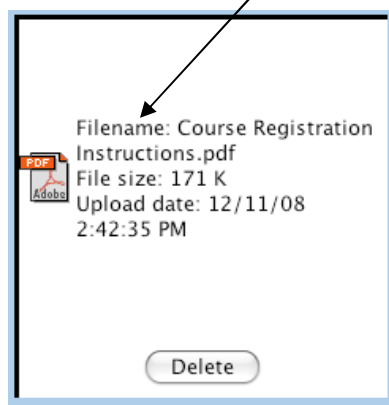 Filename: Course Registration
Instructions.pdf
File size: 171 K
Upload date: 12/11/08
2:42:35 PM
PDF
Adobe
Delete